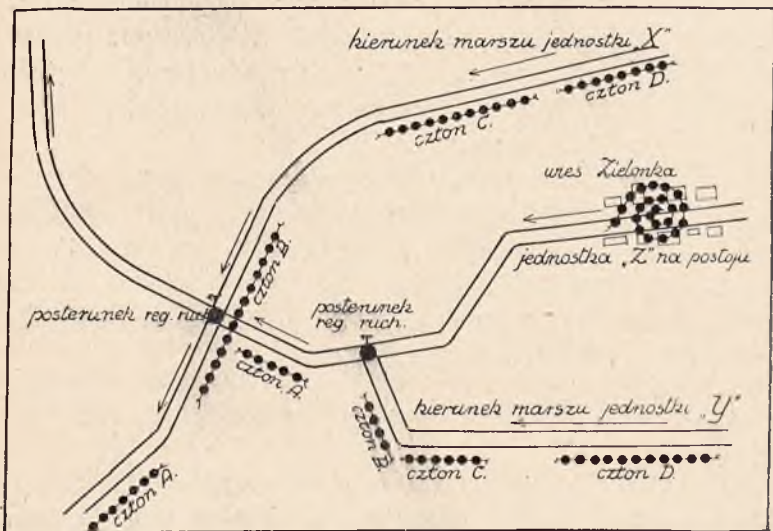 kierunek marszu jednostki „X”
człon D.
człon C.
wieś Zielonka
jednostka „Z” na postoju
człon B.
posterunek reg. ruch.
posterunek
reg. ruch.
człon A.
kierunek marszu jednostki „Y”
człon B.
człon C.
człon D.
człon A.